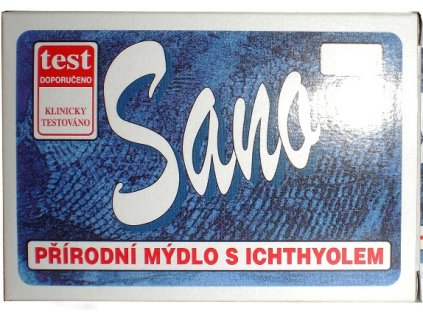 test
DOPORUČENO
KLINICKY
TESTOVÁNO
Sano
PŘÍRODNÍ MÝDLO S ICHTHYOLEM